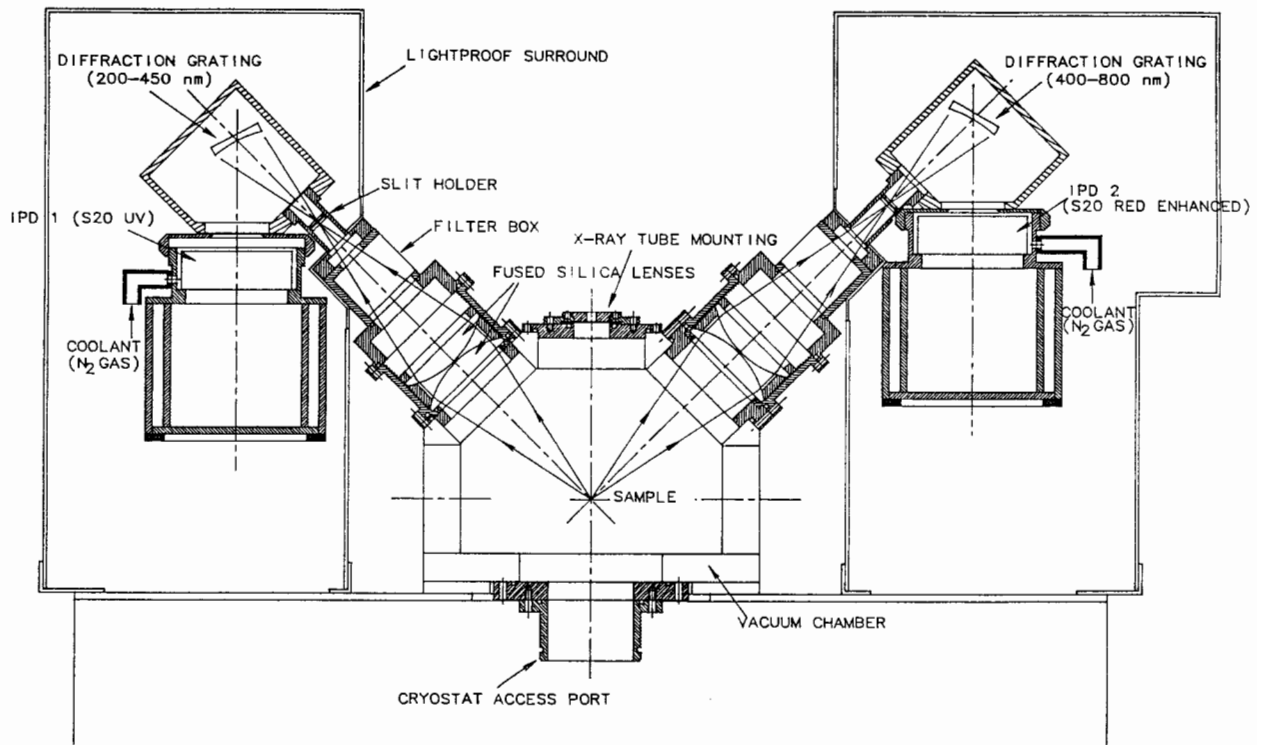 DIFFRACTION GRATING
(200-450 nm)
LIGHTPROOF SURROUND
DIFFRACTION GRATING
(400-800 nm)
SLIT HOLDER
IPD 1 (S20 UV)
IPD 2
(S20 RED ENHANCED)
FILTER BOX
X-RAY TUBE MOUNTING
FUSED SILICA LENSES
COOLANT
(N2 GAS)
COOLANT
(N2 GAS)
SAMPLE
VACUUM CHAMBER
CRYOSTAT ACCESS PORT